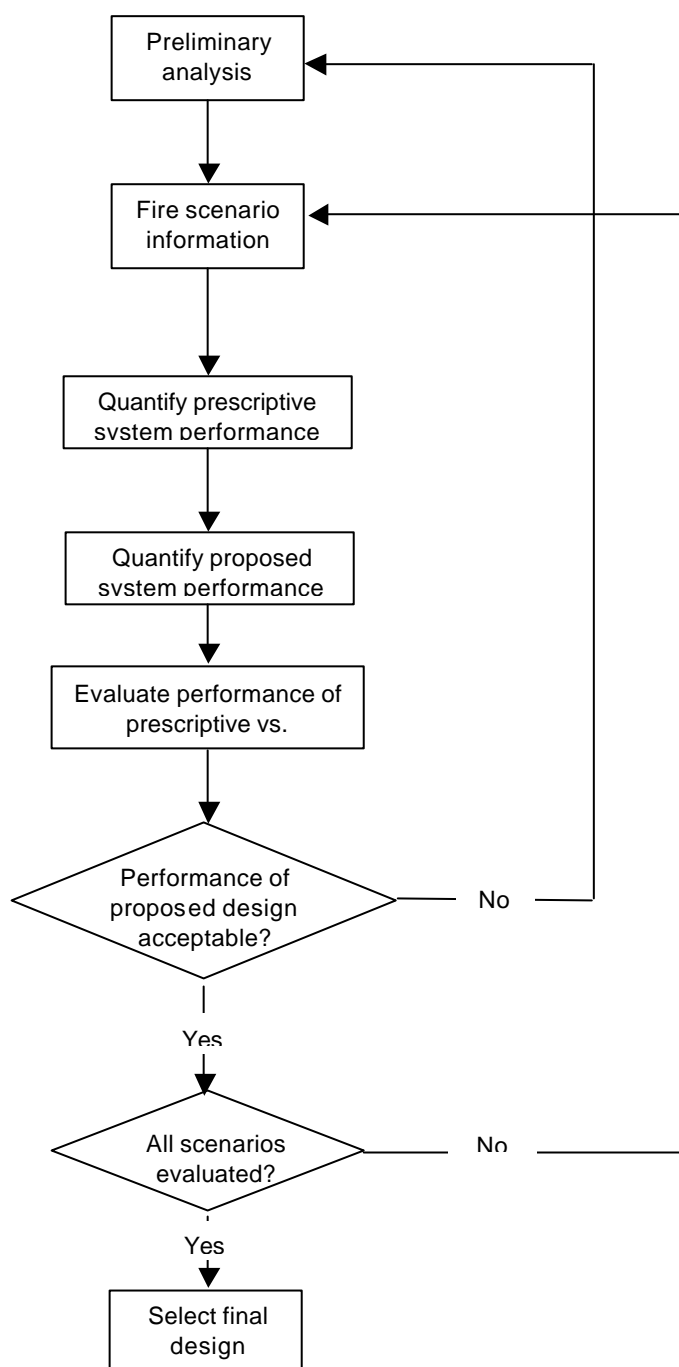 Preliminary
analysis
Fire scenario
information
Quantify prescriptive
system performance
Quantify proposed
system performance
Evaluate performance of
prescriptive vs.
Performance of
proposed design
acceptable?
No
Yes
All scenarios
evaluated?
No
Yes
Select final
design